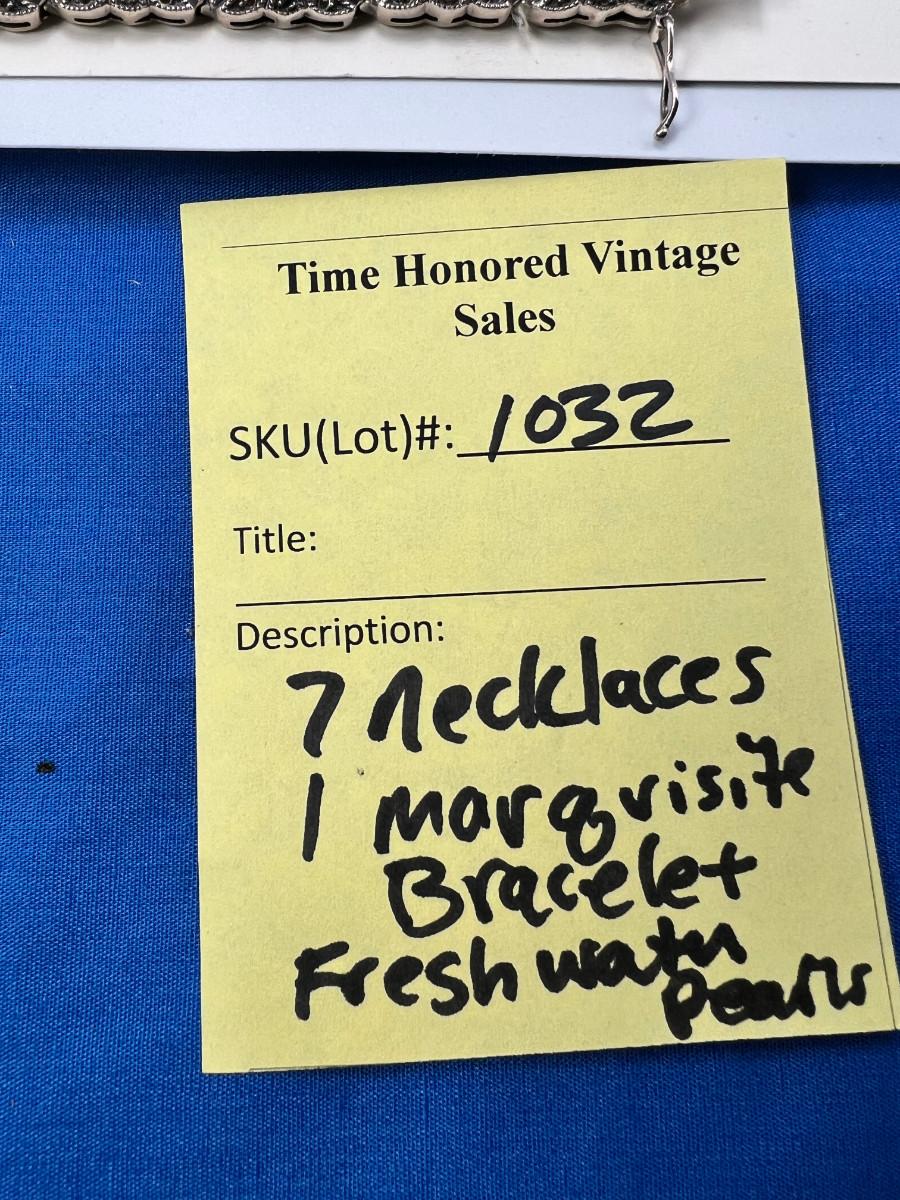 Time Honored Vintage
Sales
SKU(Lot)#: 1032
Title:
Description:
7 Necklaces
1 marqvisite
Bracelet
Fresh water
pearls